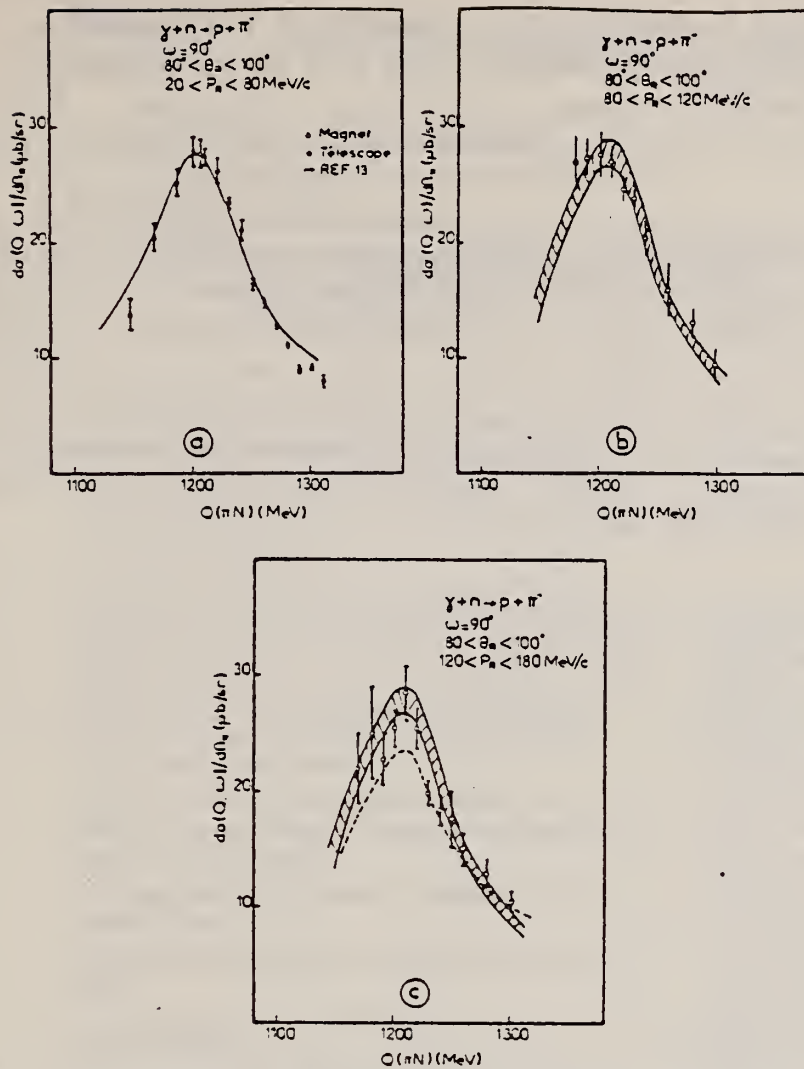 γ+n→p+π⁻
ω=90°
80°<θₙ<100°
20<Pₙ<80 MeV/c
Magnet
Télescope
REF 13
dσ(Q,ω)/dΩₙ(μb/sr)
30
20
10
a
1100
1200
1300
Q(πN)(MeV)
γ+n→p+π⁻
ω=90°
80°<θₙ<100°
80<Pₙ<120 MeV/c
dσ(Q,ω)/dΩₙ(μb/sr)
30
20
10
b
1100
1200
1300
Q(πN)(MeV)
γ+n→p+π⁻
ω=90°
80<θₙ<100°
120<Pₙ<180 MeV/c
dσ(Q,ω)/dΩₙ(μb/sr)
30
20
10
c
1100
1200
1300
Q(πN)(MeV)